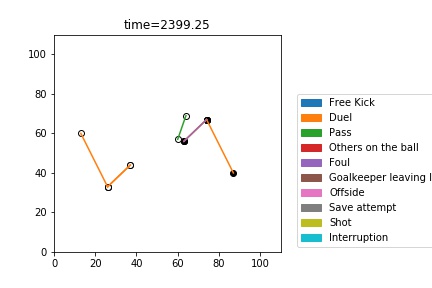 time=2399.25
100
80
60
40
20
0
0 20 40 60 80 100
Free Kick
Duel
Pass
Others on the ball
Foul
Goalkeeper leaving l
Offside
Save attempt
Shot
Interruption